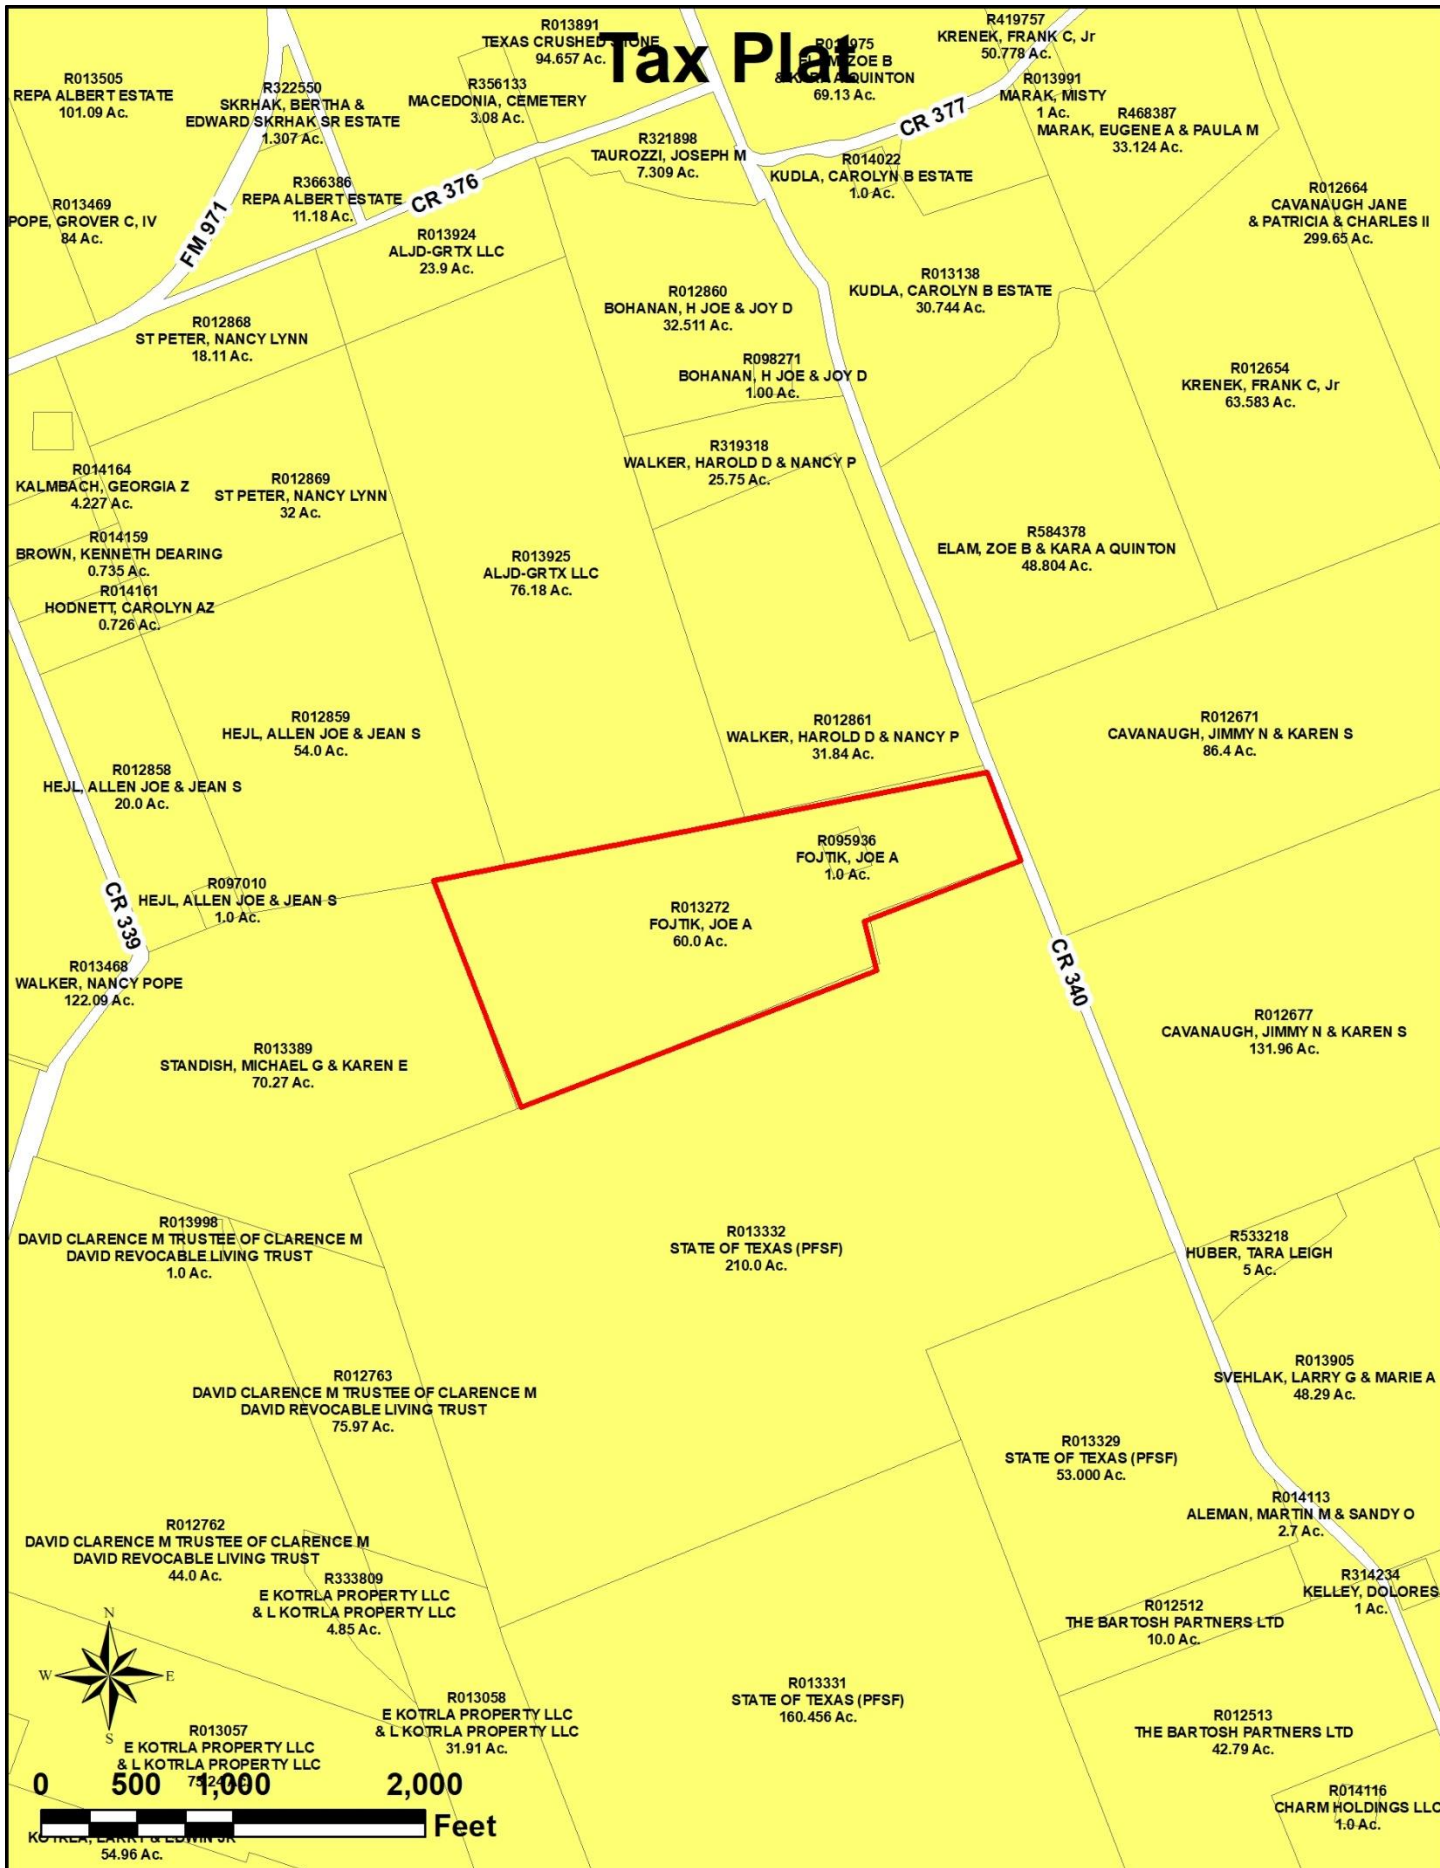 Tax Plat
R013891
TEXAS CRUSHED STONE
94.657 Ac.
ELAM, ZOE B
& KARA A QUINTON
69.13 Ac.
R419757
KRENEK, FRANK C, Jr
50.778 Ac.
R013505
REPA ALBERT ESTATE
101.09 Ac.
R322550
SKRHAK, BERTHA &
EDWARD SKRHAK SR ESTATE
1.307 Ac.
R356133
MACEDONIA, CEMETERY
3.08 Ac.
R013991
MARAK, MISTY
1 Ac.
R468387
MARAK, EUGENE A & PAULA M
33.124 Ac.
CR 377
R321898
TAUROZZI, JOSEPH M
7.309 Ac.
R014022
KUDLA, CAROLYN B ESTATE
1.0 Ac.
R366386
REPA ALBERT ESTATE
11.18 Ac.
CR 376
R013469
POPE, GROVER C, IV
84 Ac.
FM 971
R012664
CAVANAUGH JANE
& PATRICIA & CHARLES II
299.65 Ac.
R013924
ALJD-GRTX LLC
23.9 Ac.
R013138
KUDLA, CAROLYN B ESTATE
30.744 Ac.
R012860
BOHANAN, H JOE & JOY D
32.511 Ac.
R012868
ST PETER, NANCY LYNN
18.11 Ac.
R098271
BOHANAN, H JOE & JOY D
1.00 Ac.
R012654
KRENEK, FRANK C, Jr
63.583 Ac.
R319318
WALKER, HAROLD D & NANCY P
25.75 Ac.
R014164
KALMBACH, GEORGIA Z
4.227 Ac.
R012869
ST PETER, NANCY LYNN
32 Ac.
R014159
BROWN, KENNETH DEARING
0.735 Ac.
R584378
ELAM, ZOE B & KARA A QUINTON
48.804 Ac.
R013925
ALJD-GRTX LLC
76.18 Ac.
R014161
HODNETT, CAROLYN AZ
0.726 Ac.
R012859
HEJL, ALLEN JOE & JEAN S
54.0 Ac.
R012861
WALKER, HAROLD D & NANCY P
31.84 Ac.
R012671
CAVANAUGH, JIMMY N & KAREN S
86.4 Ac.
R012858
HEJL, ALLEN JOE & JEAN S
20.0 Ac.
R095936
FOJTIK, JOE A
1.0 Ac.
R097010
HEJL, ALLEN JOE & JEAN S
1.0 Ac.
CR 339
R013272
FOJTIK, JOE A
60.0 Ac.
CR 340
R013468
WALKER, NANCY POPE
122.09 Ac.
R012677
CAVANAUGH, JIMMY N & KAREN S
131.96 Ac.
R013389
STANDISH, MICHAEL G & KAREN E
70.27 Ac.
R013998
DAVID CLARENCE M TRUSTEE OF CLARENCE M
DAVID REVOCABLE LIVING TRUST
1.0 Ac.
R013332
STATE OF TEXAS (PFSF)
210.0 Ac.
R533218
HUBER, TARA LEIGH
5 Ac.
R013905
SVEHLAK, LARRY G & MARIE A
48.29 Ac.
R012763
DAVID CLARENCE M TRUSTEE OF CLARENCE M
DAVID REVOCABLE LIVING TRUST
75.97 Ac.
R013329
STATE OF TEXAS (PFSF)
53.000 Ac.
R014113
ALEMAN, MARTIN M & SANDY O
2.7 Ac.
R012762
DAVID CLARENCE M TRUSTEE OF CLARENCE M
DAVID REVOCABLE LIVING TRUST
44.0 Ac.
R333809
E KOTRLA PROPERTY LLC
& L KOTRLA PROPERTY LLC
4.85 Ac.
R314234
KELLEY, DOLORES
1 Ac.
R012512
THE BARTOSH PARTNERS LTD
10.0 Ac.
N
W E
S
R013331
STATE OF TEXAS (PFSF)
160.456 Ac.
R013058
E KOTRLA PROPERTY LLC
& L KOTRLA PROPERTY LLC
31.91 Ac.
R012513
THE BARTOSH PARTNERS LTD
42.79 Ac.
R013057
E KOTRLA PROPERTY LLC
& L KOTRLA PROPERTY LLC
0 500 1,000 2,000
Feet
R014116
CHARM HOLDINGS LLC
1.0 Ac.
54.96 Ac.